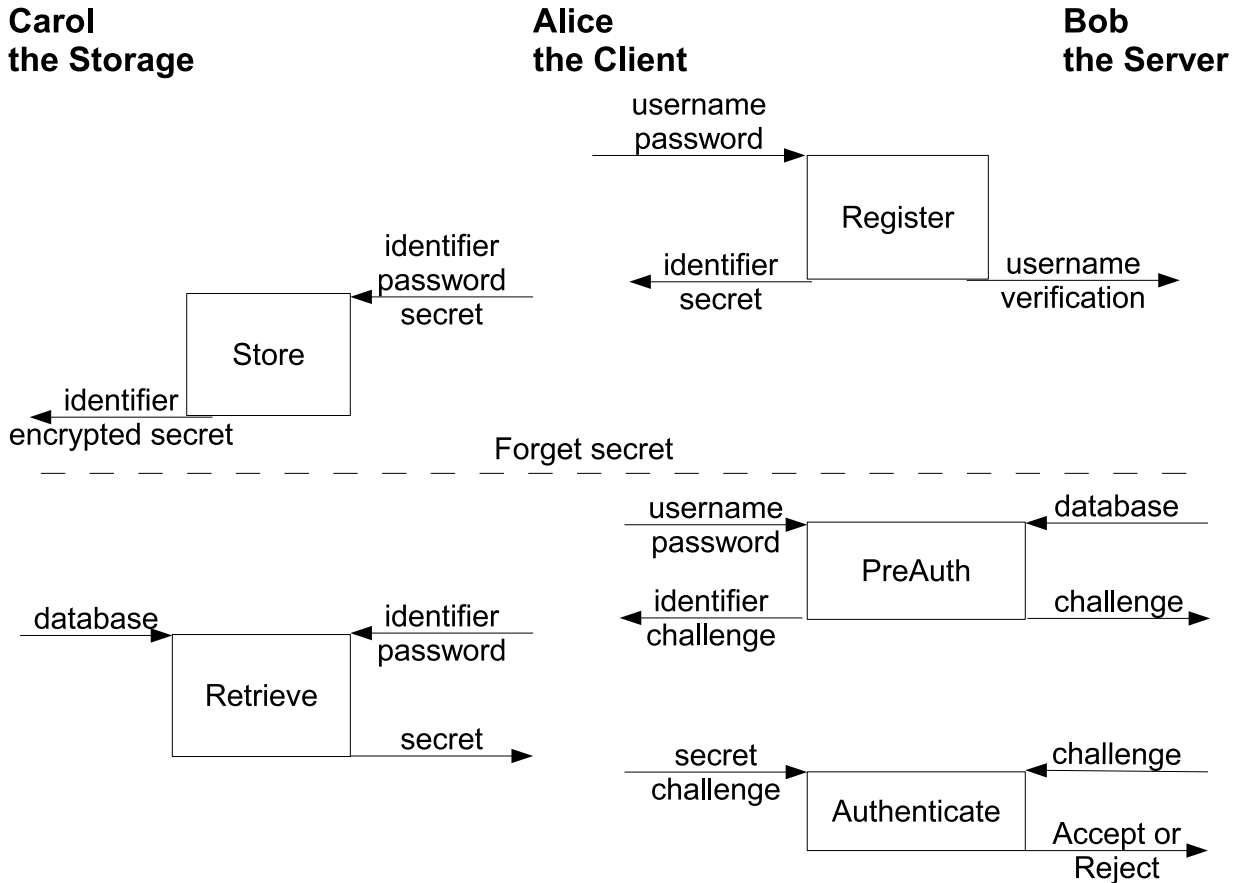 Carol
the Storage
Alice
the Client
Bob
the Server
username
password
Register
identifier
secret
username
verification
identifier
password
secret
Store
identifier
encrypted secret
Forget secret
username
password
database
PreAuth
identifier
challenge
challenge
database
identifier
password
Retrieve
secret
secret
challenge
challenge
Authenticate
Accept or
Reject